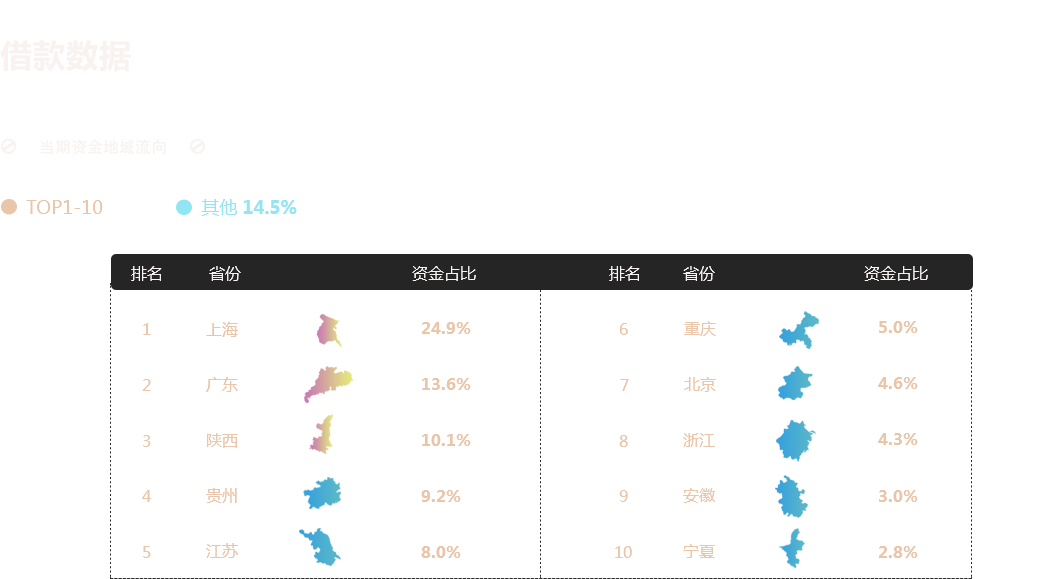 借款数据
当期资金地域流向
TOP1-10 其他 14.5%
排名 省份 资金占比 排名 省份 资金占比
1 上海 24.9% 6 重庆 5.0%
2 广东 13.6% 7 北京 4.6%
3 陕西 10.1% 8 浙江 4.3%
4 贵州 9.2% 9 安徽 3.0%
5 江苏 8.0% 10 宁夏 2.8%